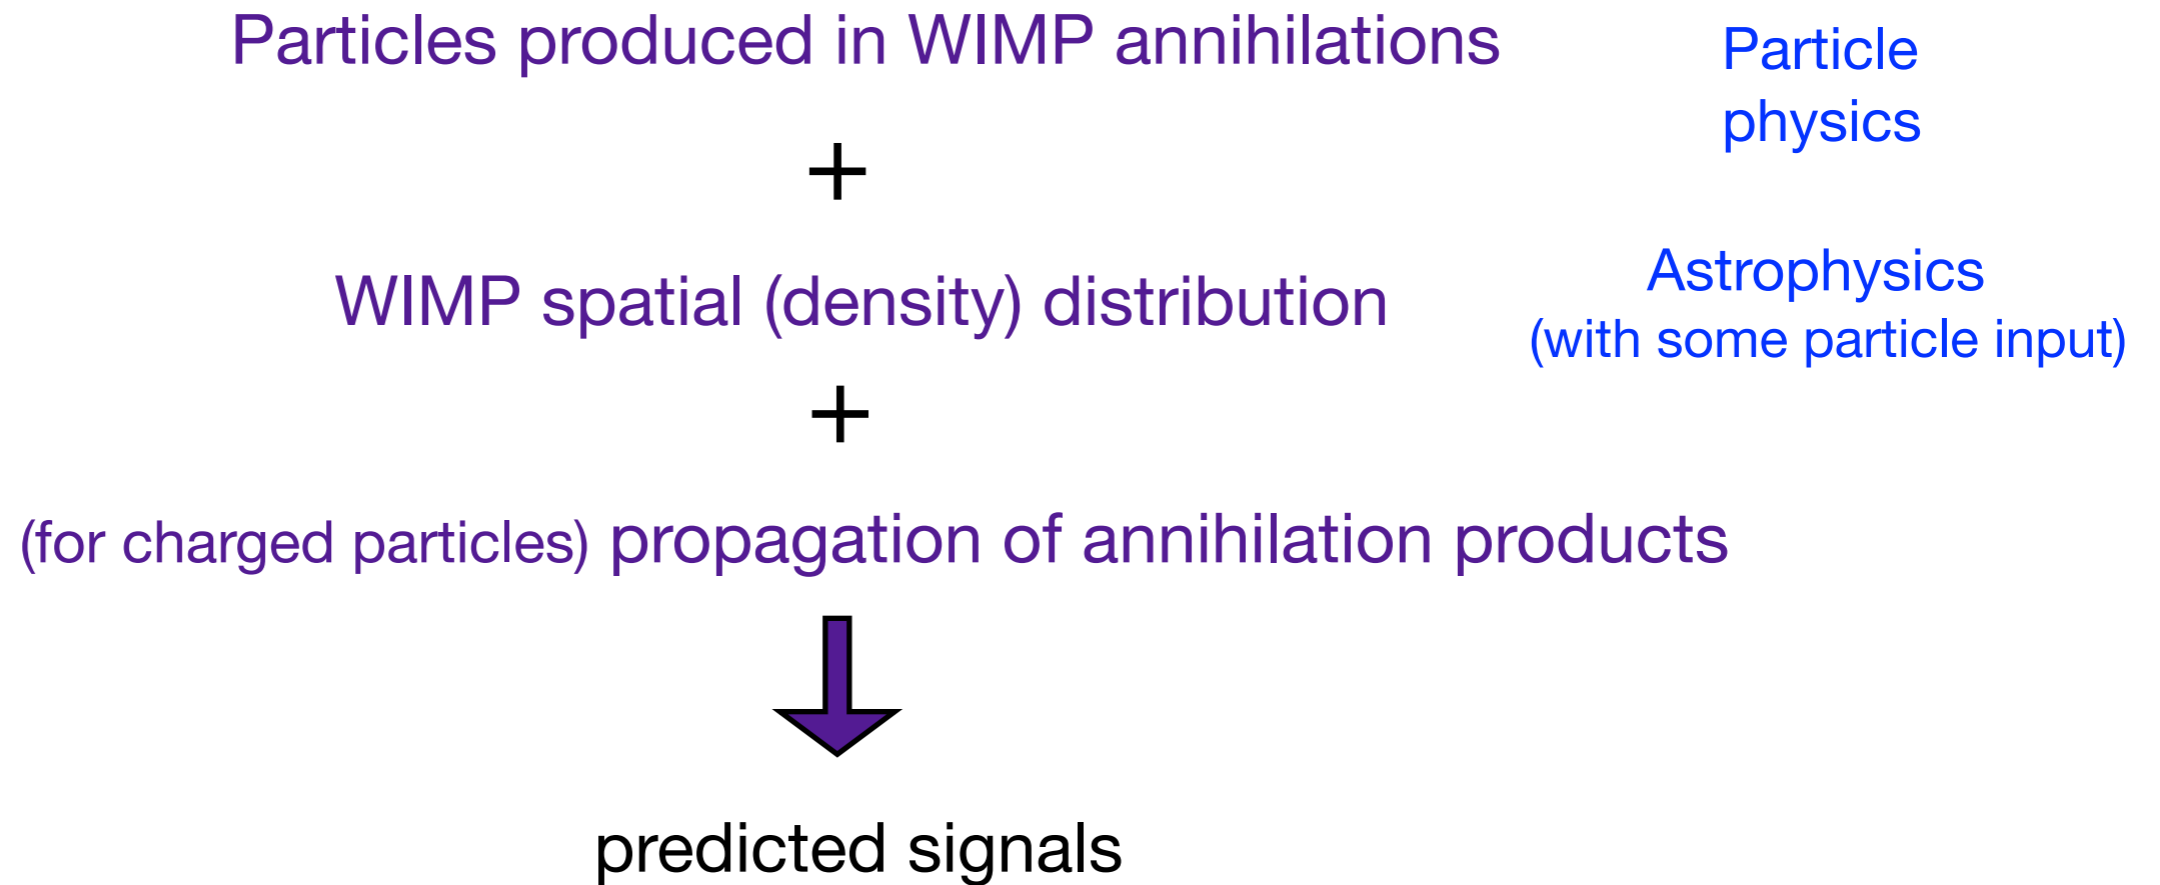 Particles produced in WIMP annihilations
Particle
physics
+
WIMP spatial (density) distribution
Astrophysics
(with some particle input)
+
(for charged particles) propagation of annihilation products
predicted signals